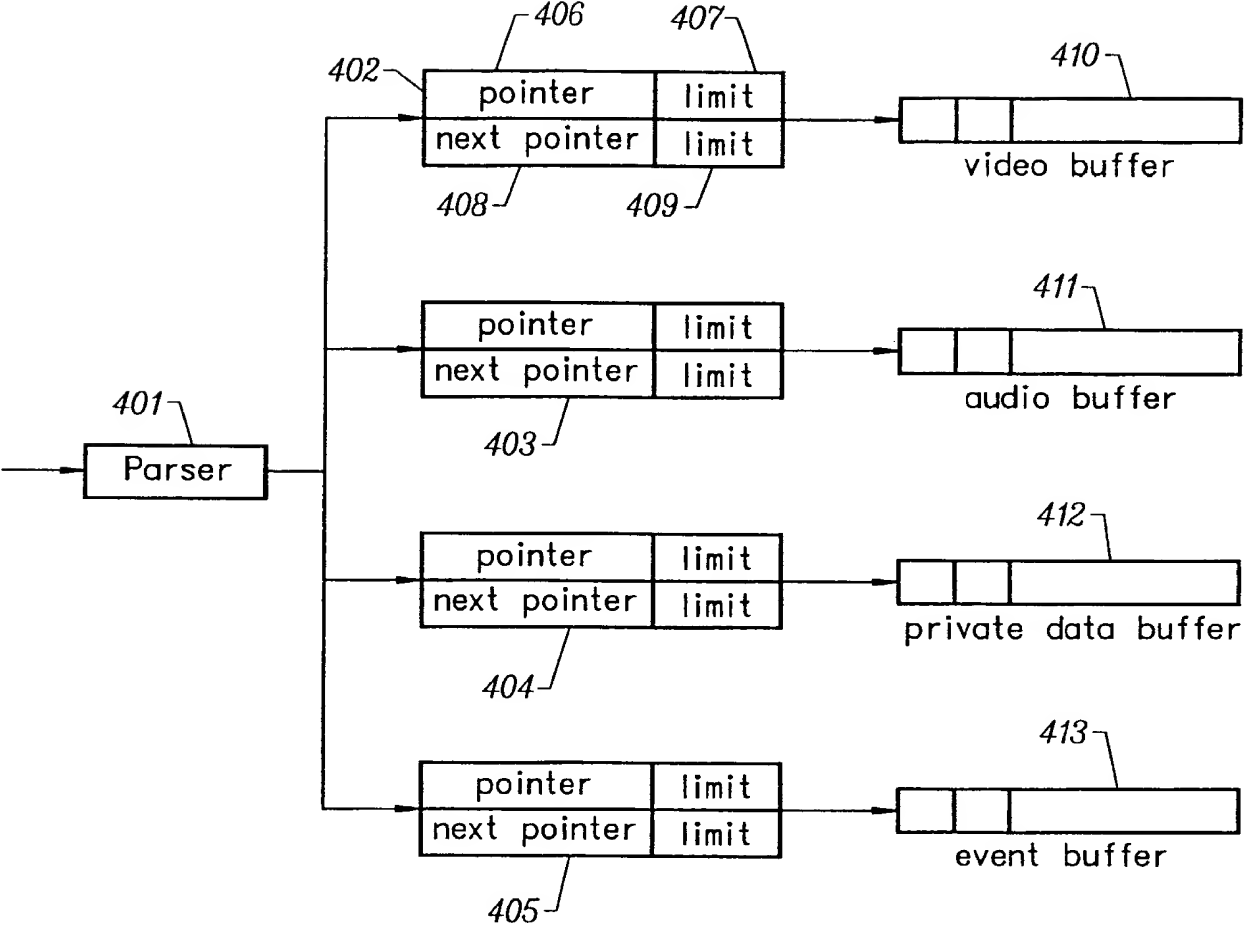 406
407
402
410
pointer
limit
next pointer
limit
video buffer
408
409
411
pointer
limit
next pointer
limit
audio buffer
401
403
Parser
412
pointer
limit
next pointer
limit
private data buffer
404
413
pointer
limit
next pointer
limit
event buffer
405